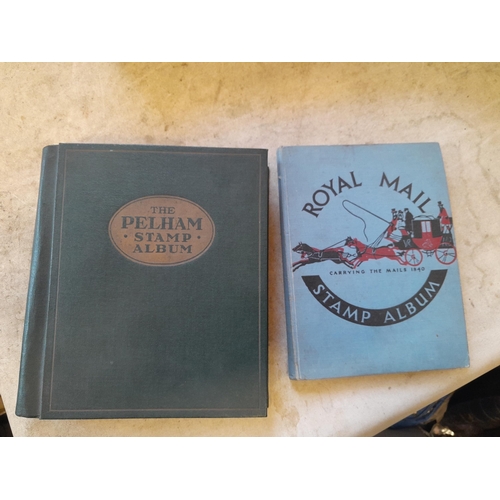 THE
PELHAM
· STAMP ·
ALBUM
ROYAL MAIL
CARRYING THE MAILS 1840
STAMP ALBUM